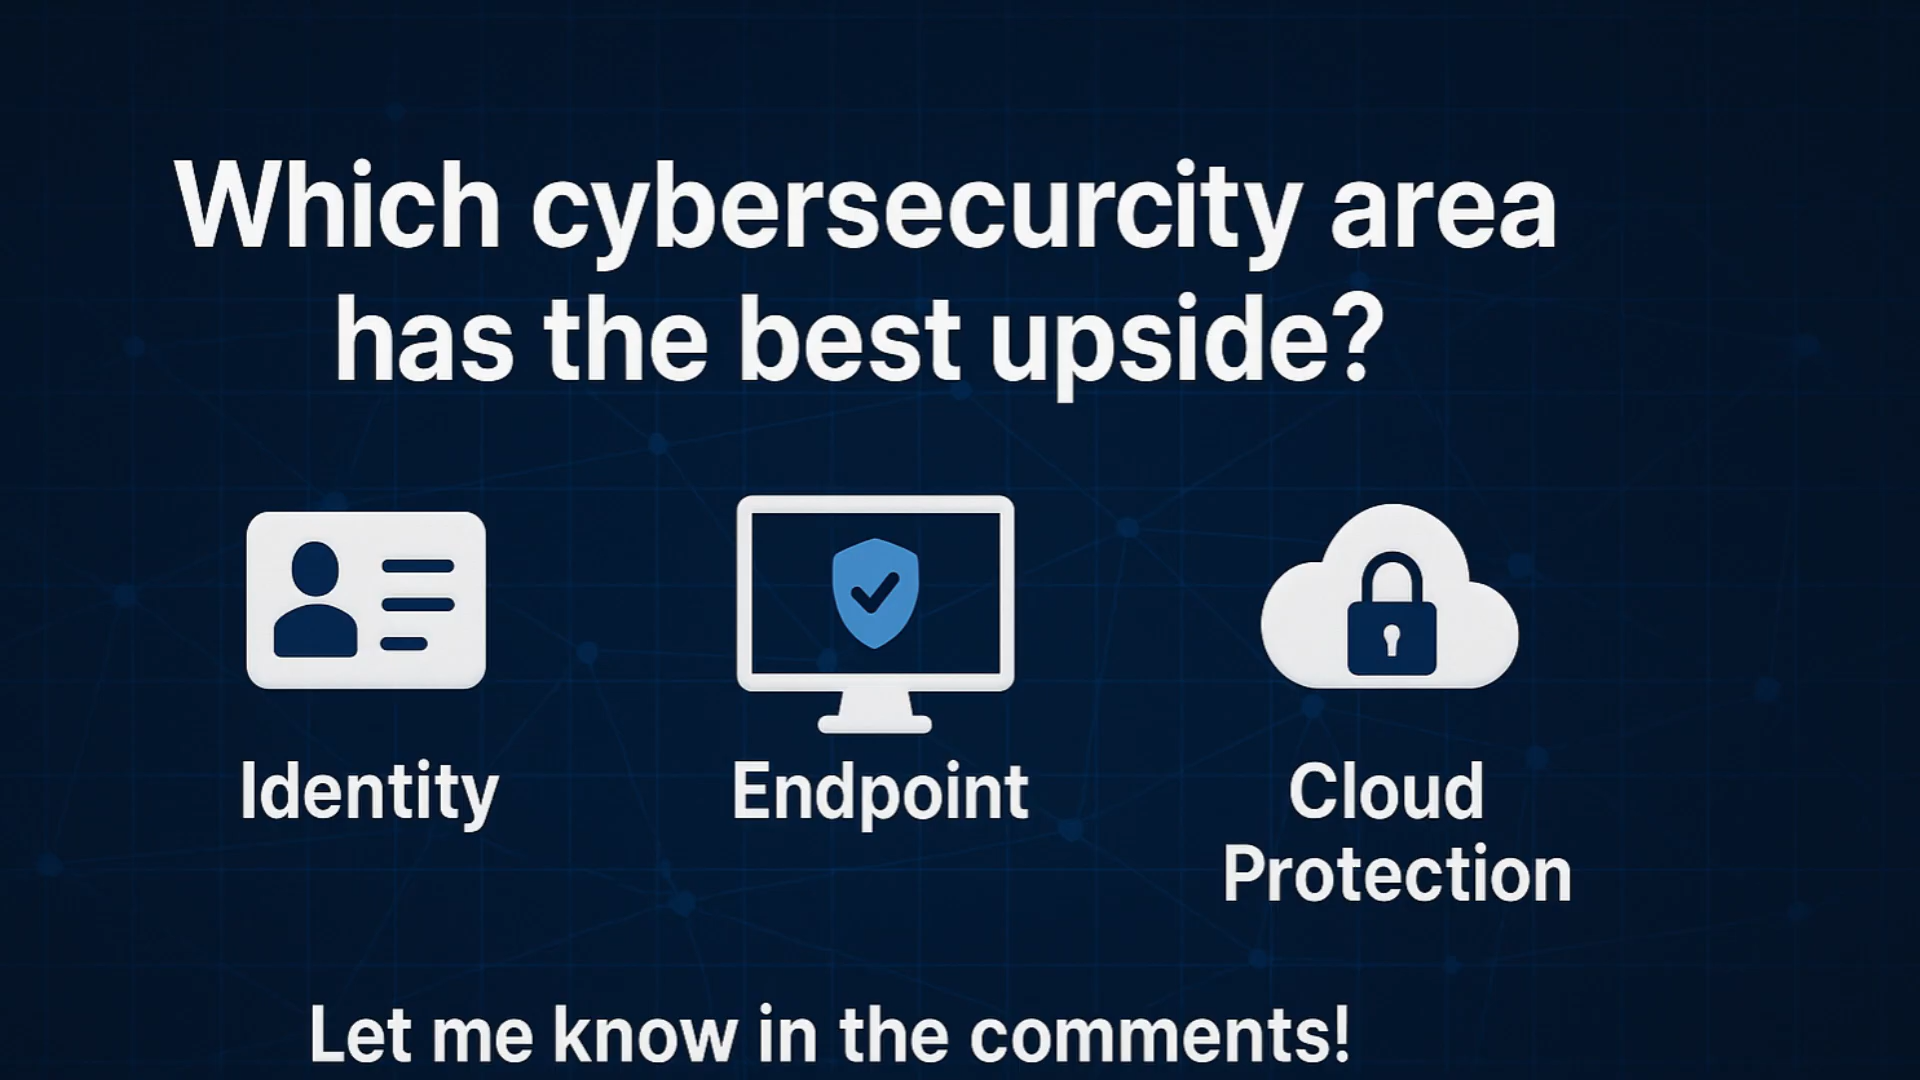 Which cybersecurcity area
has the best upside?
Identity
Endpoint
Cloud
Protection
Let me know in the comments!